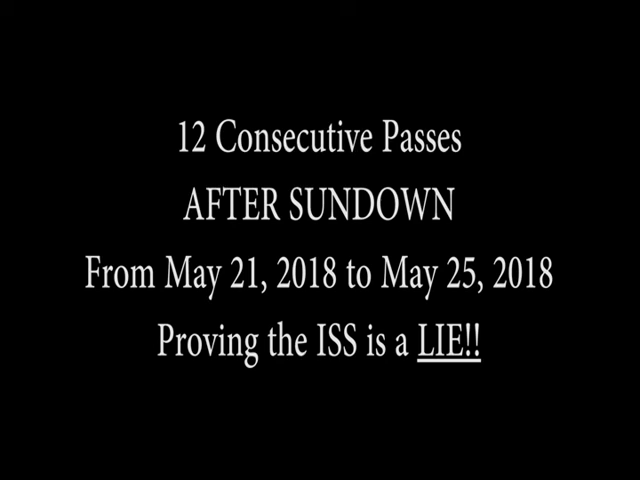 12 Consecutive Passes
AFTER SUNDOWN
From May 21, 2018 to May 25, 2018
Proving the ISS is a LIE!!